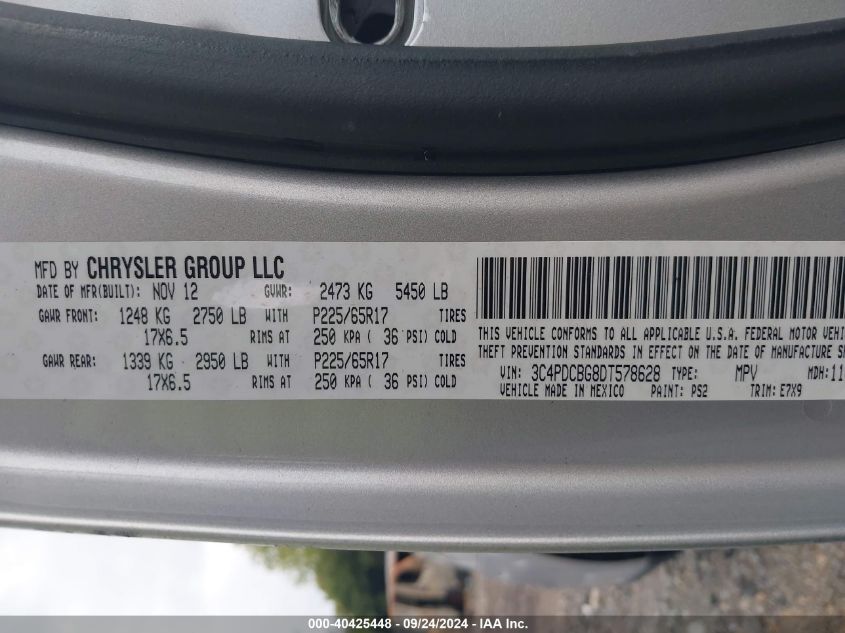 MFD BY CHRYSLER GROUP LLC
DATE OF MFR(BUILT): NOV 12 GVWR: 2473 KG 5450 LB
GAWR FRONT: 1248 KG 2750 LB WITH P225/65R17 TIRES
17X6.5 RIMS AT 250 KPA ( 36 PSI) COLD
GAWR REAR: 1339 KG 2950 LB WITH P225/65R17 TIRES
17X6.5 RIMS AT 250 KPA ( 36 PSI) COLD
THIS VEHICLE CONFORMS TO ALL APPLICABLE U.S.A. FEDERAL MOTOR
THEFT PREVENTION STANDARDS IN EFFECT ON THE DATE OF MANUFACTURE
VIN: 3C4PDCBG8DT578628 TYPE: MPV MDH: 11
VEHICLE MADE IN MEXICO PAINT: PS2 TRIM: E7X9
000-40425448 - 09/24/2024 - IAA Inc.